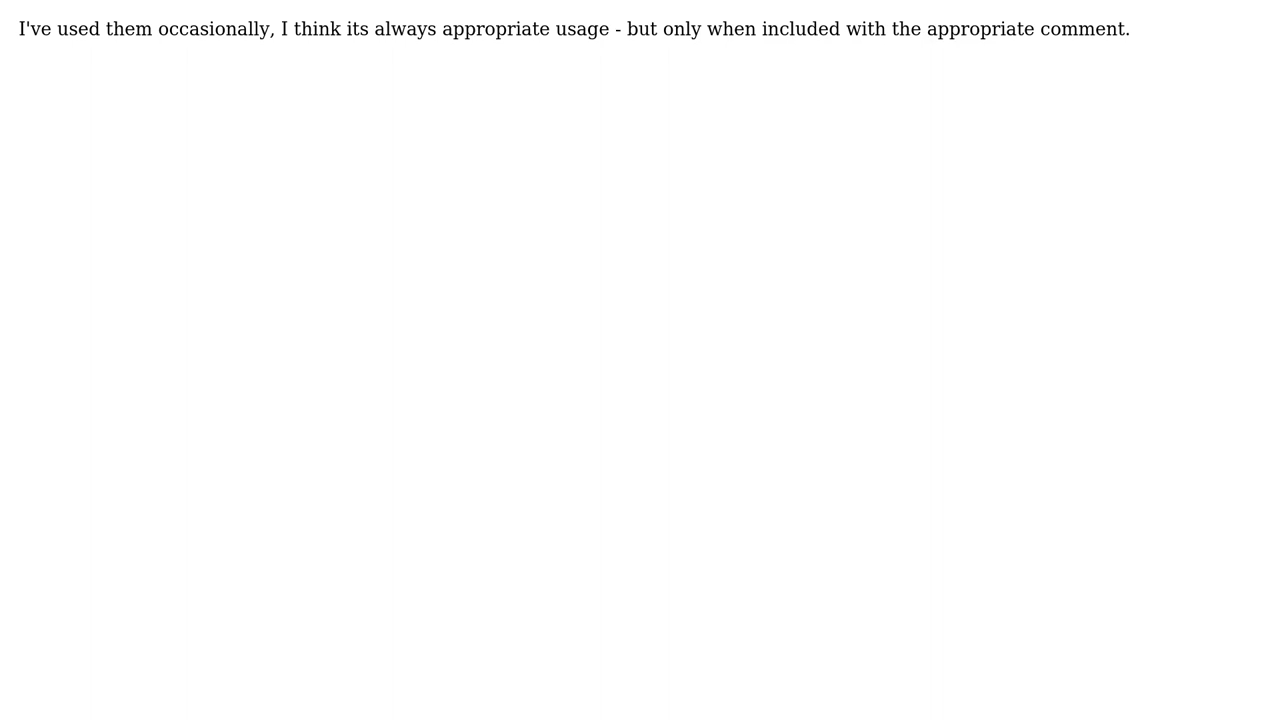 I've used them occasionally, I think its always appropriate usage - but only when included with the appropriate comment.